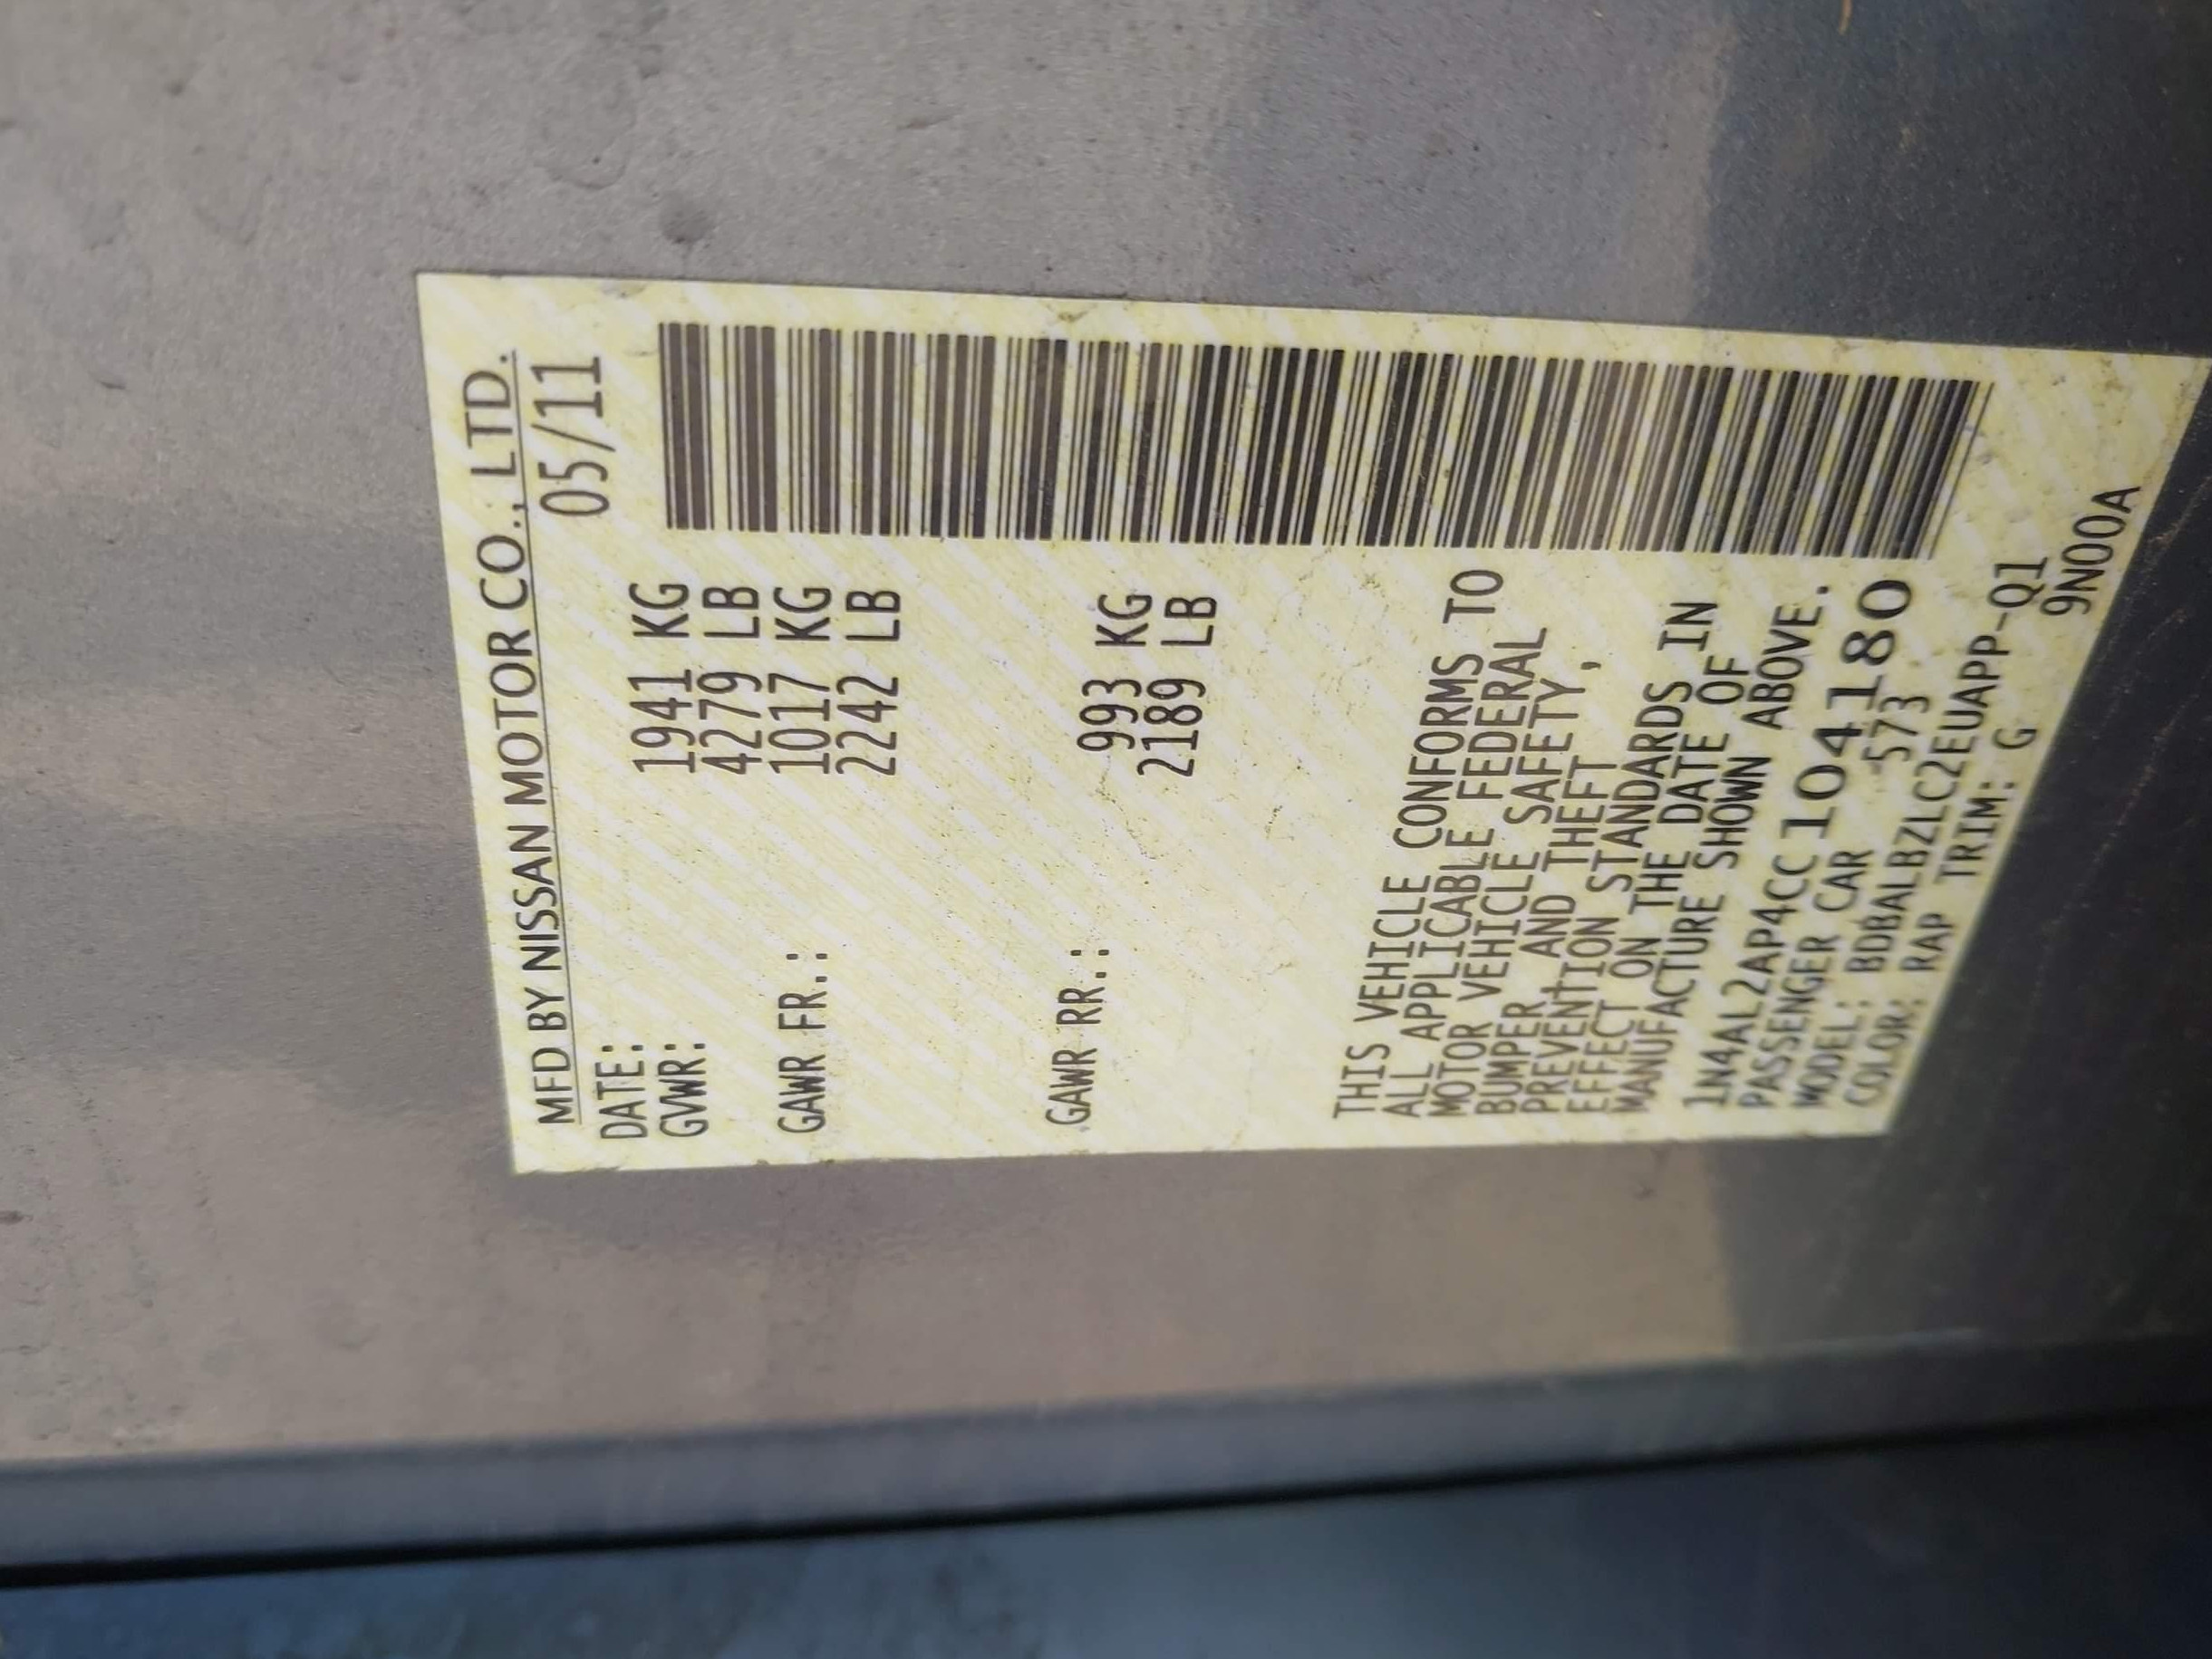 MFD BY NISSAN MOTOR CO., LTD.
DATE: 05/11
GVWR: 1941 KG
4279 LB
GAWR FR.: 1017 KG
2242 LB
GAWR RR.: 993 KG
2189 LB
THIS VEHICLE CONFORMS TO
ALL APPLICABLE FEDERAL
MOTOR VEHICLE SAFETY,
BUMPER, AND THEFT
PREVENTION STANDARDS IN
EFFECT ON THE DATE OF
MANUFACTURE SHOWN ABOVE.
1N4AL2AP4CC 104180
PASSENGER CAR 573
MODEL: BDBALBZLC2EUAPP-Q1
COLOR: RAP TRIM: G
9N00A